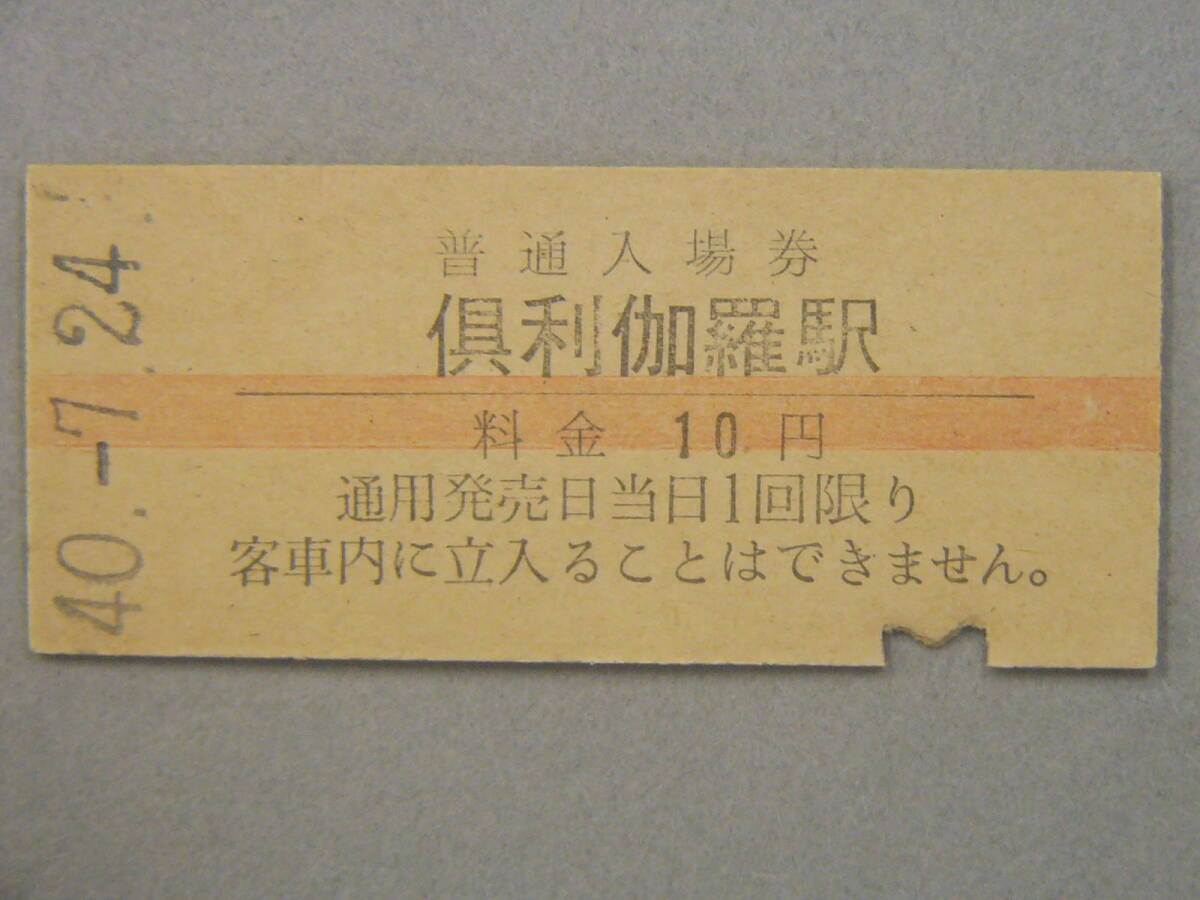 普通入場券
倶利伽羅駅
料金 10円
通用発売日当日1回限り
客車内に立入ることはできません。
40.-7.24